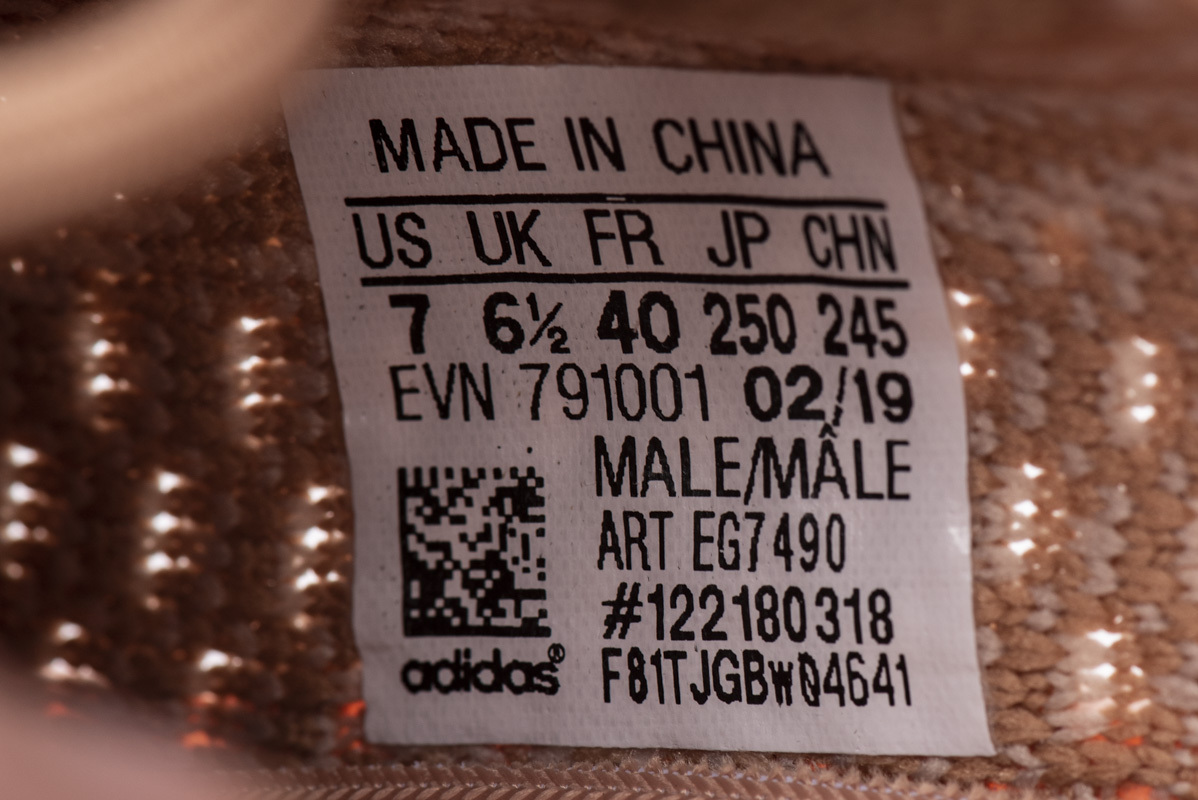 MADE IN CHINA
US UK FR JP CHN
7 6½ 40 250 245
EVN 791001 02/19
MALE/MÂLE
ART EG7490
#122180318
adidas® F81TJGBW04641